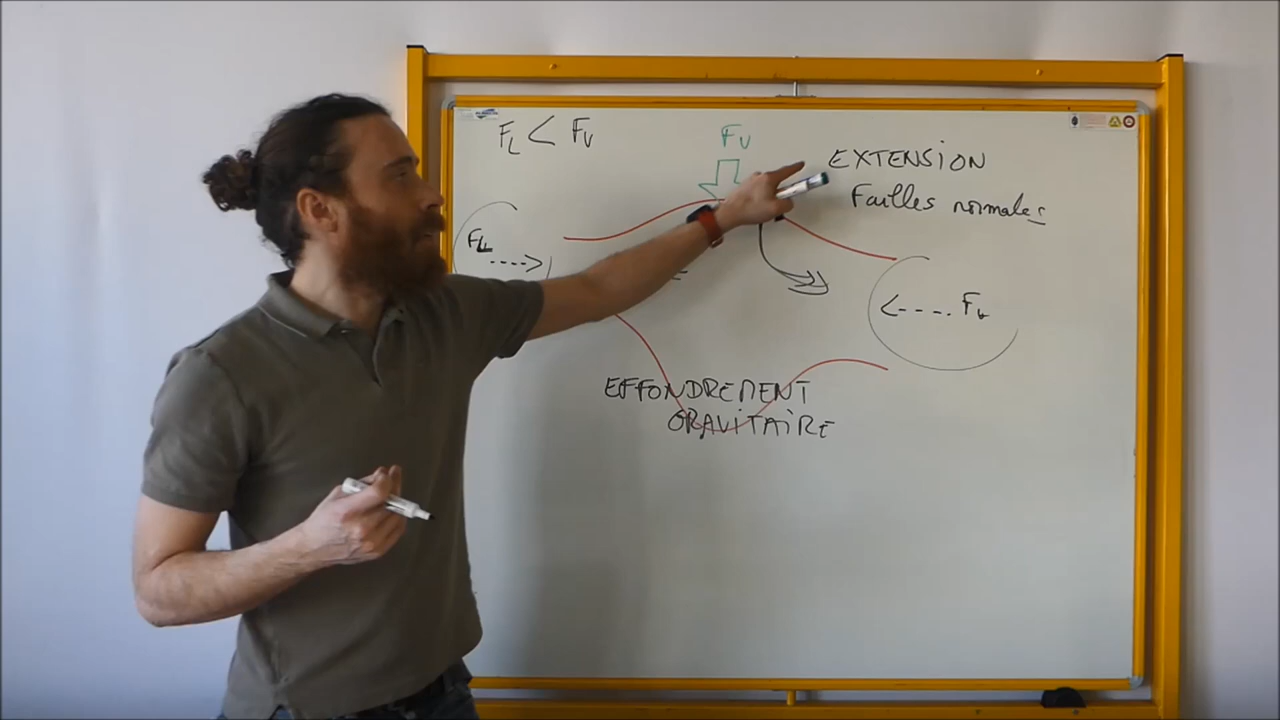 FL < FV
FV
EXTENSION
Failles normales
FL
FL
EFFONDREMENT
GRAVITAIRE